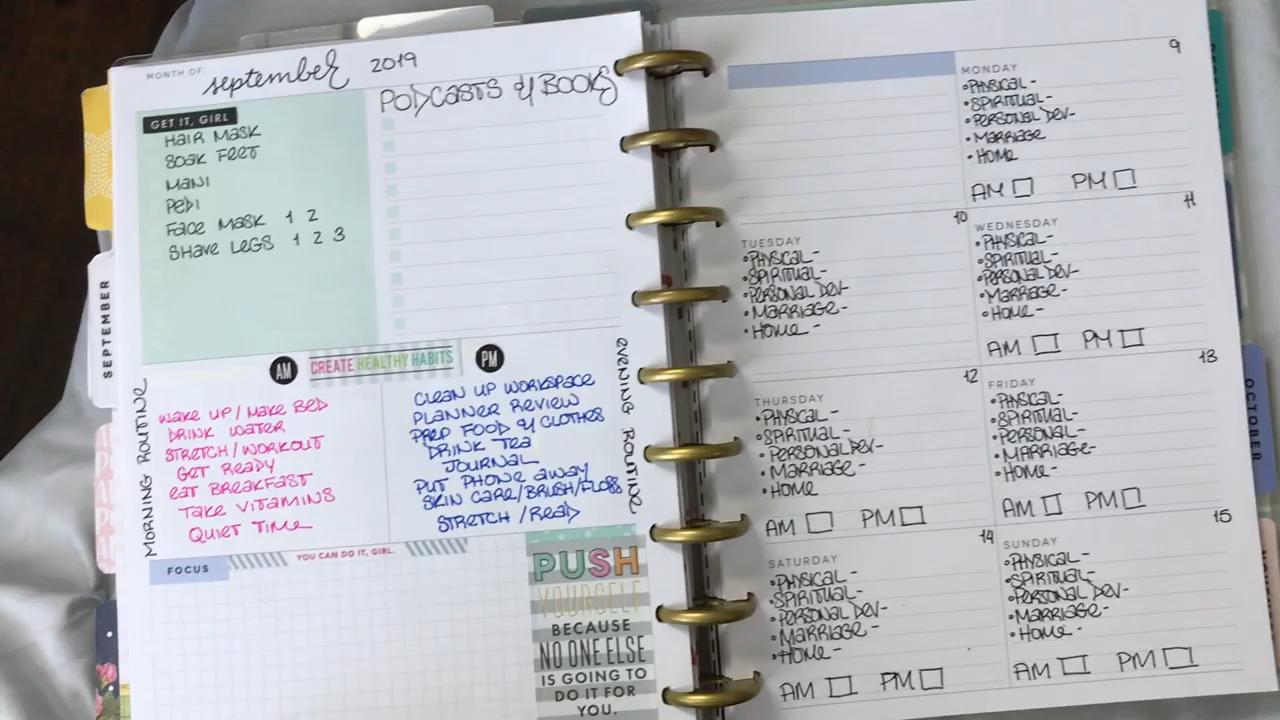 MONTH OF september 2019
GET IT, GIRL
HAIR MASK
SOAK FEET
MANI
PEDI
FACE MASK 1 2
SHAVE LEGS 1 2 3
PODCASTS & BOOKS
SEPTEMBER
AM CREATE HEALTHY HABITS PM
MORNING ROUTINE
WAKE UP / MAKE BED
DRINK WATER
STRETCH / WORKOUT
GET READY
EAT BREAKFAST
TAKE VITAMINS
QUIET TIME
CLEAN UP WORKSPACE
PLANNER REVIEW
PREP FOOD & CLOTHES
DRINK TEA
JOURNAL
PUT PHONE AWAY
SKIN CARE/BRUSH/FLOSS
STRETCH / READ
EVENING ROUTINE
FOCUS
YOU CAN DO IT, GIRL.
PUSH
YOURSELF
BECAUSE
NO ONE ELSE
IS GOING TO
DO IT FOR
YOU.
MONDAY 9
•PHYSICAL-
•SPIRITUAL-
•PERSONAL DEV-
•MARRIAGE
•HOME
AM PM
TUESDAY 10
•PHYSICAL-
•SPIRITUAL-
•PERSONAL DEV-
•MARRIAGE-
•HOME -
WEDNESDAY 11
•PHYSICAL-
•SPIRITUAL-
•PERSONAL DEV-
•MARRIAGE-
•HOME-
AM PM
THURSDAY 12
•PHYSICAL-
•SPIRITUAL-
•PERSONAL DEV-
•MARRIAGE-
•HOME
AM PM
FRIDAY 13
•PHYSICAL-
•SPIRITUAL-
•PERSONAL-
•MARRIAGE-
•HOME-
AM PM
SATURDAY 14
•PHYSICAL-
•SPIRITUAL-
•PERSONAL DEV-
•MARRIAGE -
•HOME-
AM PM
SUNDAY 15
•PHYSICAL-
•SPIRITUAL-
•PERSONAL DEV-
•MARRIAGE-
•HOME-
AM PM
OCTOBER